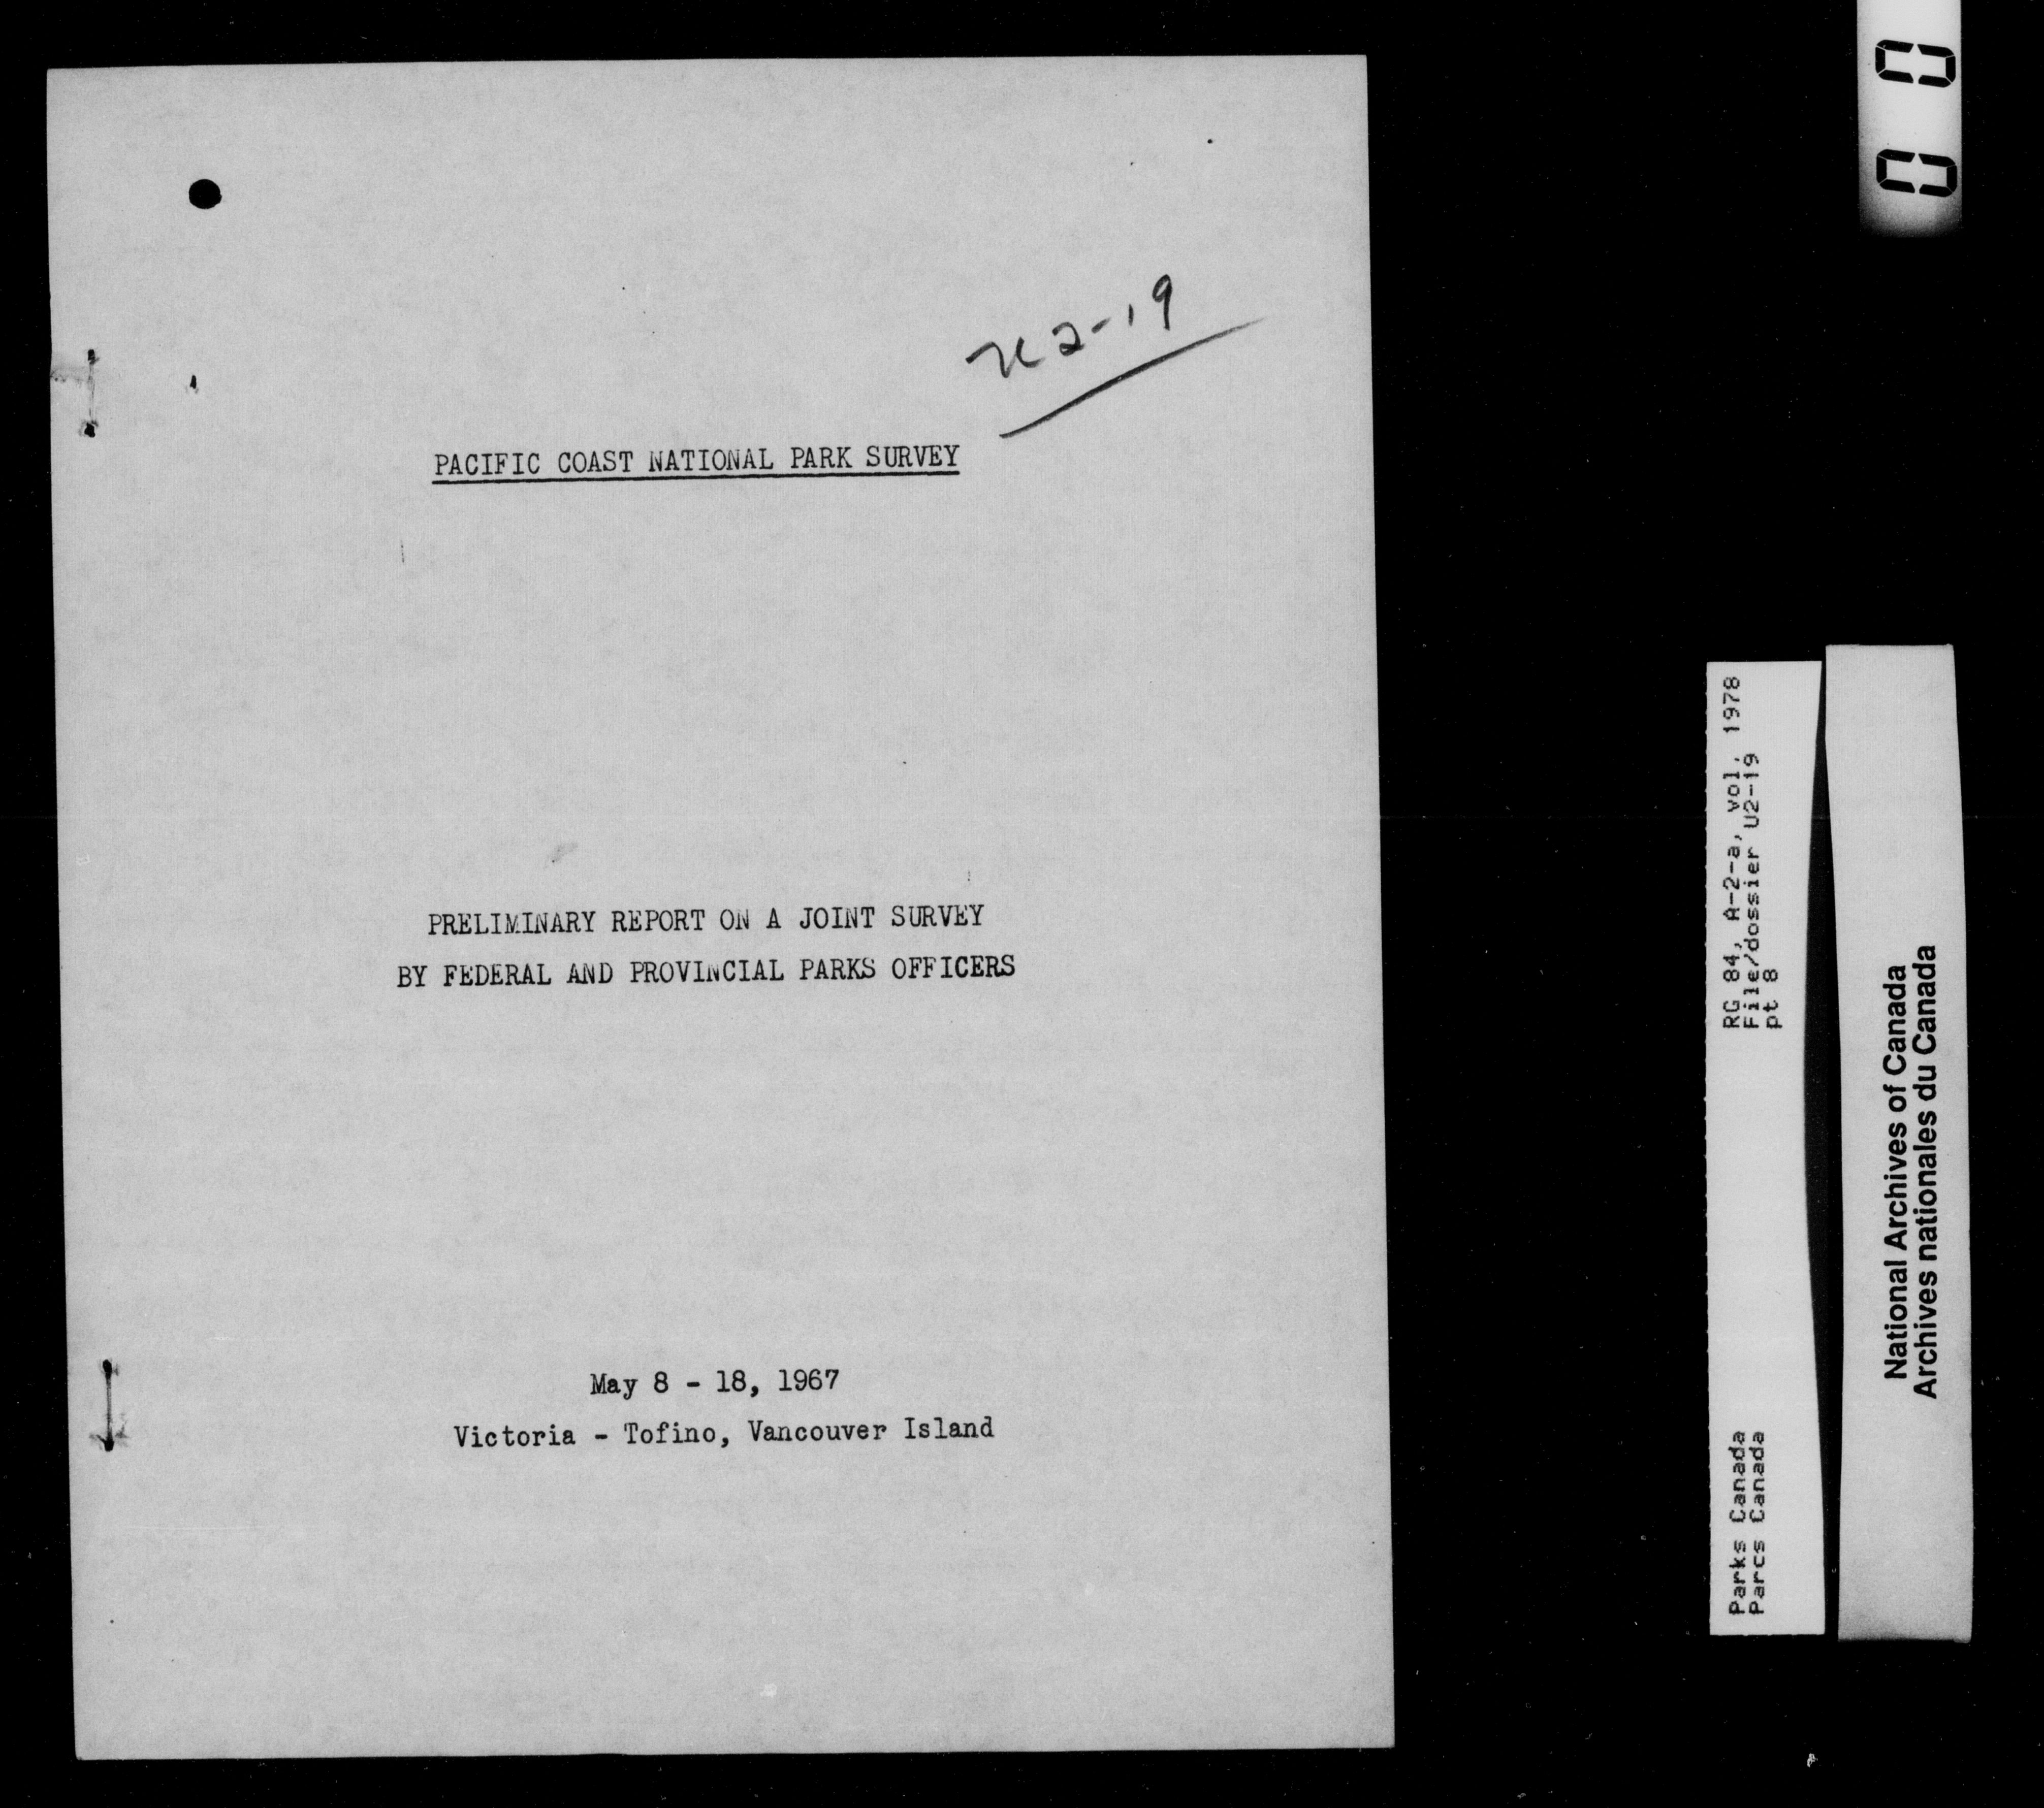 U2-19
PACIFIC COAST NATIONAL PARK SURVEY
PRELIMINARY REPORT ON A JOINT SURVEY
BY FEDERAL AND PROVINCIAL PARKS OFFICERS
May 8 - 18, 1967
Victoria - Tofino, Vancouver Island
00
RG 84, A-2-a, vol. 1978
File/dossier U2-19
pt 8
Parks Canada
Parcs Canada
National Archives of Canada
Archives nationales du Canada